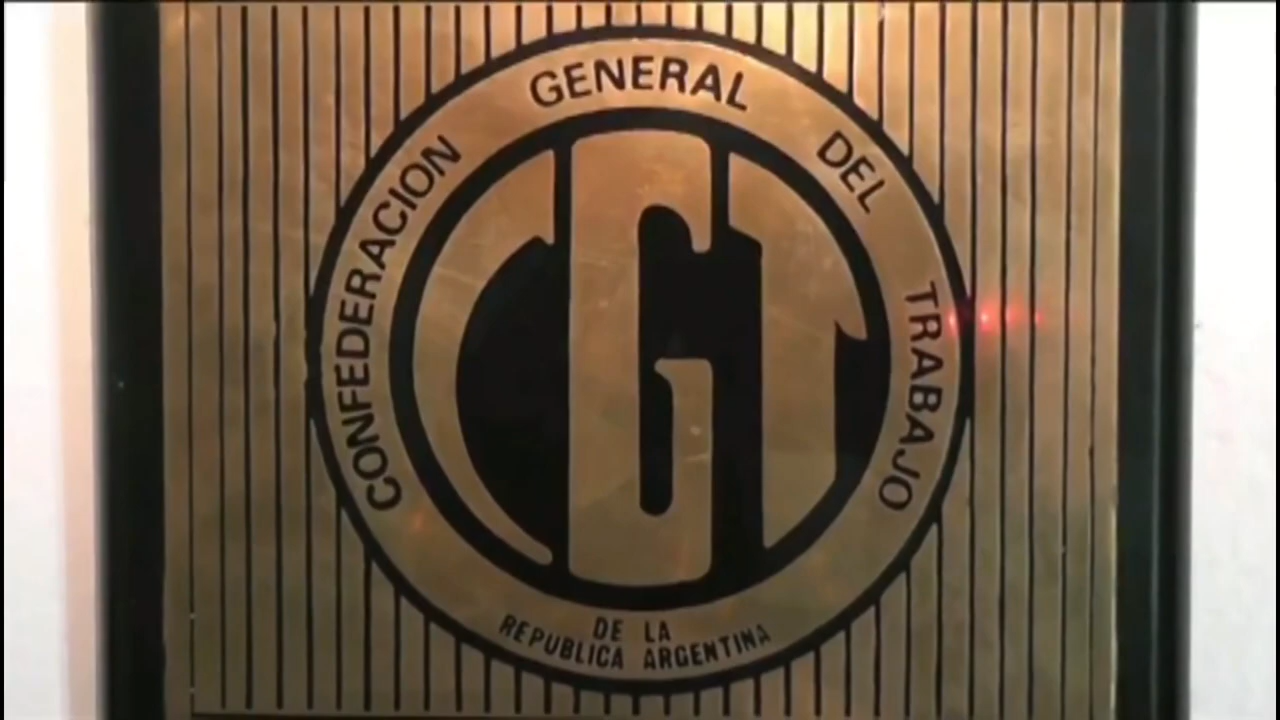 CONFEDERACION GENERAL DEL TRABAJO
CGT
DE LA
REPUBLICA ARGENTINA